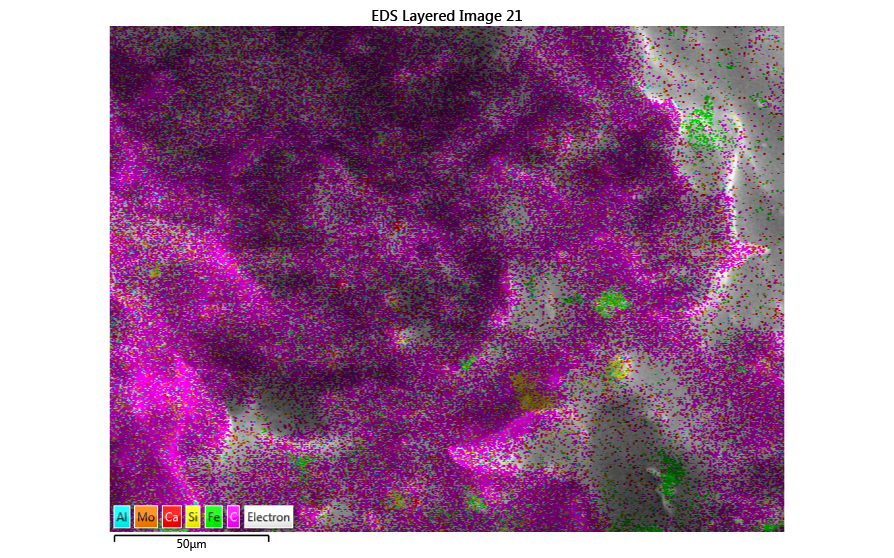 EDS Layered Image 21
Al Mo Ca Si Fe C Electron
50µm